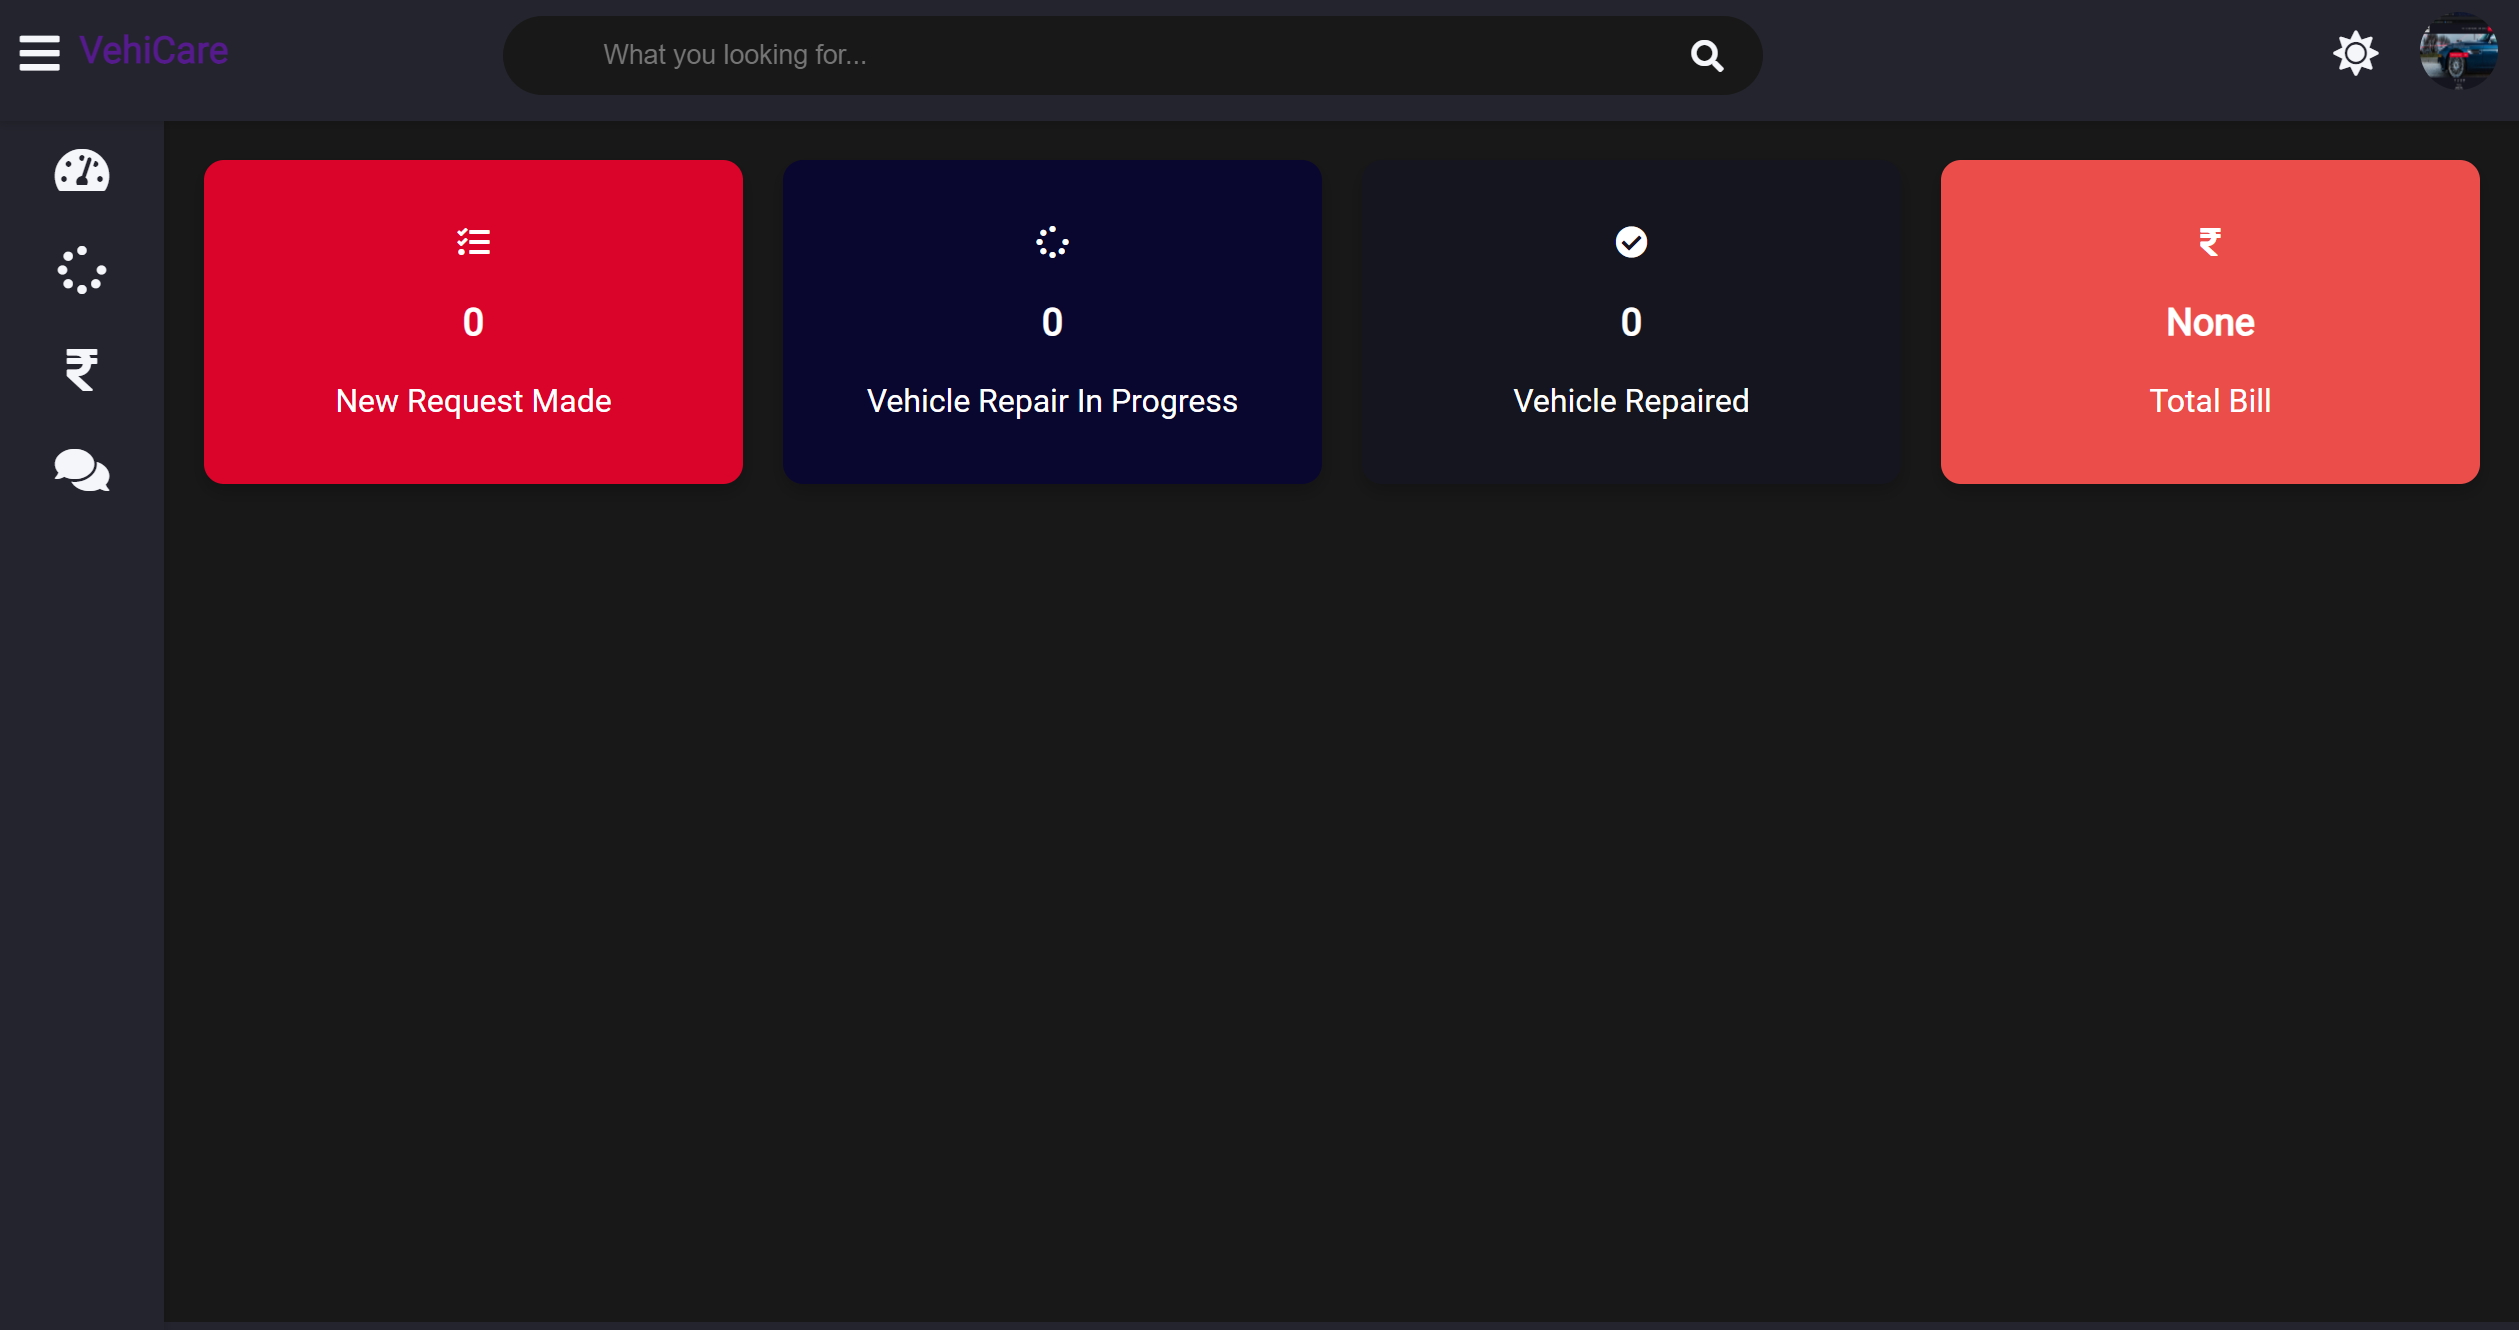 VehiCare
What you looking for...
0
New Request Made
0
Vehicle Repair In Progress
0
Vehicle Repaired
₹
None
Total Bill
₹